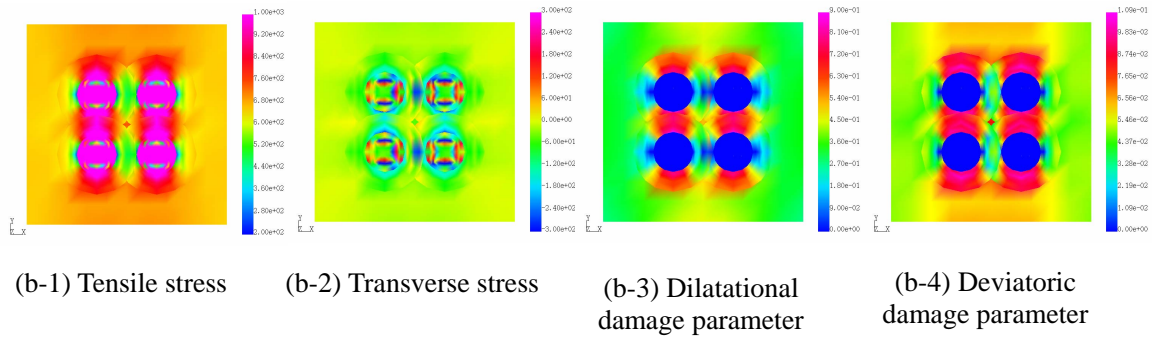 1.00e+03
9.20e+02
8.40e+02
7.60e+02
6.80e+02
6.00e+02
5.20e+02
4.40e+02
3.60e+02
2.80e+02
2.00e+02
Y
Z X
3.00e+02
2.40e+02
1.80e+02
1.20e+02
6.00e+01
0.00e+00
-6.00e+01
-1.20e+02
-1.80e+02
-2.40e+02
-3.00e+02
Y
Z X
9.00e-01
8.10e-01
7.20e-01
6.30e-01
5.40e-01
4.50e-01
3.60e-01
2.70e-01
1.80e-01
9.00e-02
0.00e+00
Y
Z X
1.09e-01
9.83e-02
8.74e-02
7.65e-02
6.56e-02
5.46e-02
4.37e-02
3.28e-02
2.19e-02
1.09e-02
0.00e+00
Y
Z X
(b-1) Tensile stress
(b-2) Transverse stress
(b-3) Dilatational
damage parameter
(b-4) Deviatoric
damage parameter